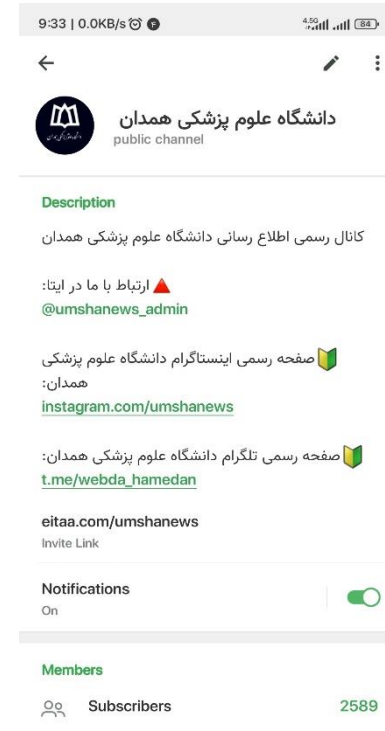 9:33 | 0.0KB/s
4.5G
84
دانشگاه علوم پزشکی همدان
public channel
Description
کانال رسمی اطلاع رسانی دانشگاه علوم پزشکی همدان
🔺ارتباط با ما در ایتا:
@umshanews_admin
🔰صفحه رسمی اینستاگرام دانشگاه علوم پزشکی
همدان:
instagram.com/umshanews
🔰صفحه رسمی تلگرام دانشگاه علوم پزشکی همدان:
t.me/webda_hamedan
eitaa.com/umshanews
Invite Link
Notifications
On
Members
Subscribers 2589